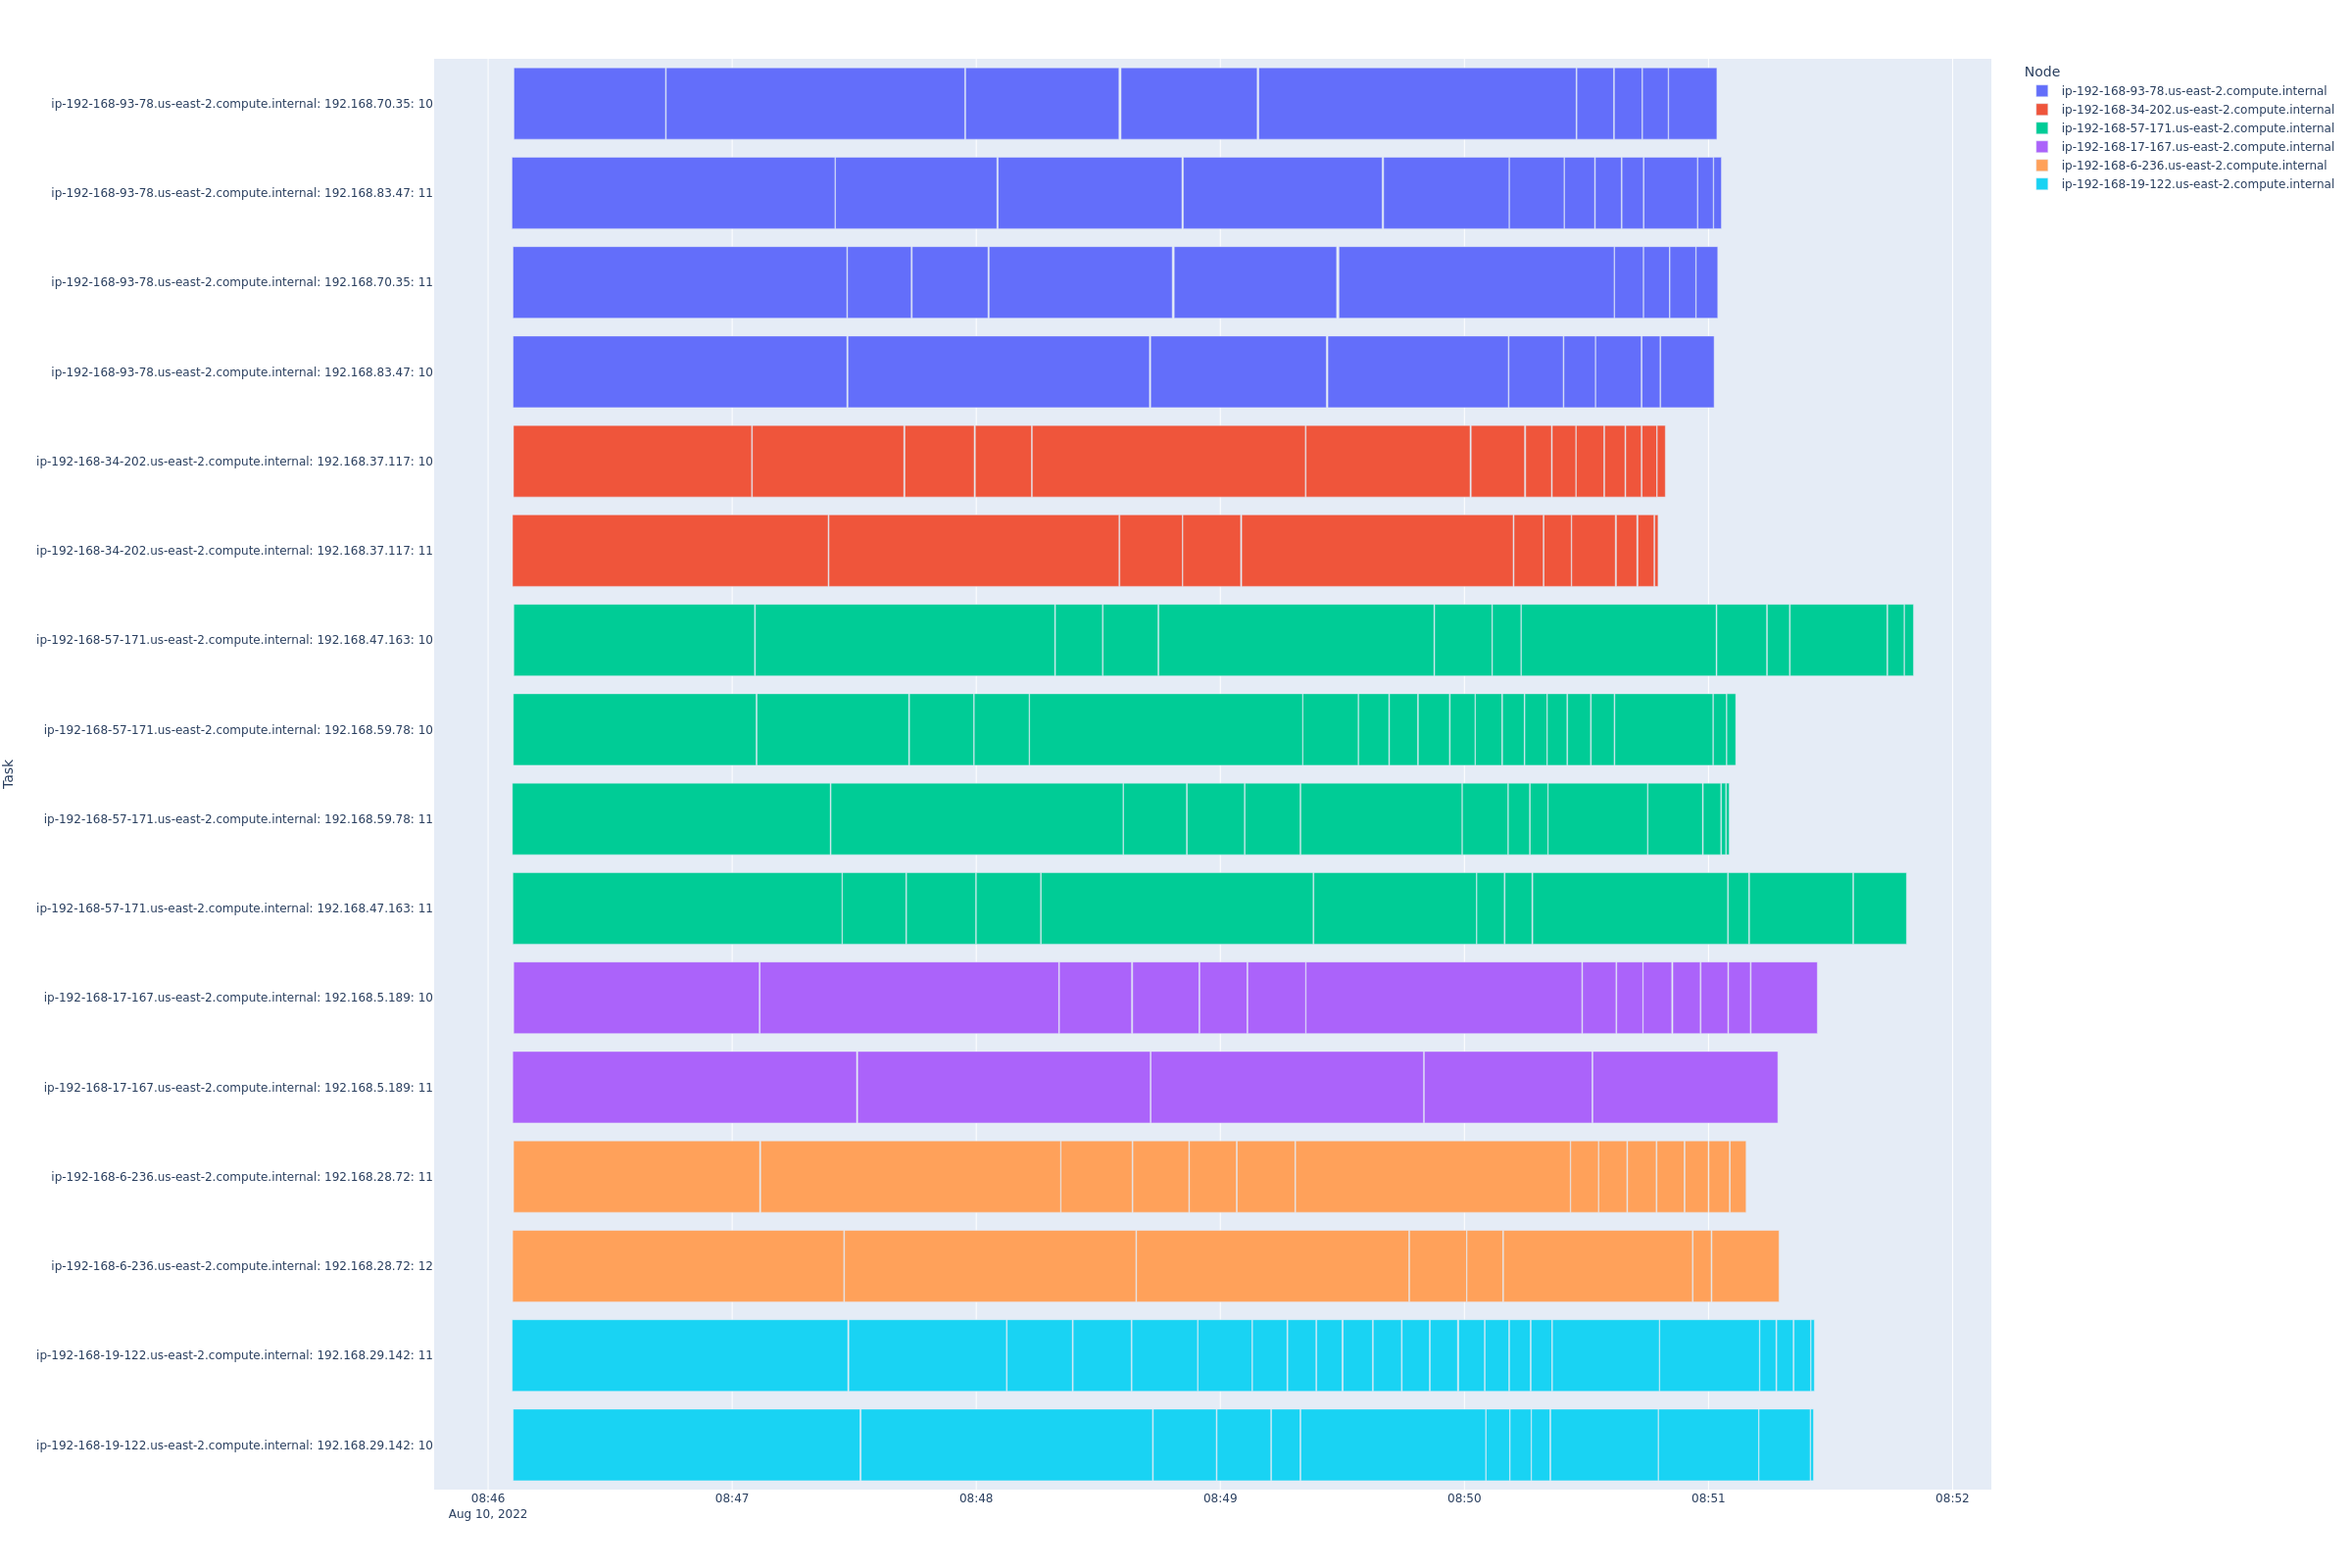 Node
ip-192-168-93-78.us-east-2.compute.internal
ip-192-168-34-202.us-east-2.compute.internal
ip-192-168-57-171.us-east-2.compute.internal
ip-192-168-17-167.us-east-2.compute.internal
ip-192-168-6-236.us-east-2.compute.internal
ip-192-168-19-122.us-east-2.compute.internal
ip-192-168-93-78.us-east-2.compute.internal: 192.168.70.35: 10
ip-192-168-93-78.us-east-2.compute.internal: 192.168.83.47: 11
ip-192-168-93-78.us-east-2.compute.internal: 192.168.70.35: 11
ip-192-168-93-78.us-east-2.compute.internal: 192.168.83.47: 10
ip-192-168-34-202.us-east-2.compute.internal: 192.168.37.117: 10
ip-192-168-34-202.us-east-2.compute.internal: 192.168.37.117: 11
ip-192-168-57-171.us-east-2.compute.internal: 192.168.47.163: 10
ip-192-168-57-171.us-east-2.compute.internal: 192.168.59.78: 10
Task
ip-192-168-57-171.us-east-2.compute.internal: 192.168.59.78: 11
ip-192-168-57-171.us-east-2.compute.internal: 192.168.47.163: 11
ip-192-168-17-167.us-east-2.compute.internal: 192.168.5.189: 10
ip-192-168-17-167.us-east-2.compute.internal: 192.168.5.189: 11
ip-192-168-6-236.us-east-2.compute.internal: 192.168.28.72: 11
ip-192-168-6-236.us-east-2.compute.internal: 192.168.28.72: 12
ip-192-168-19-122.us-east-2.compute.internal: 192.168.29.142: 11
ip-192-168-19-122.us-east-2.compute.internal: 192.168.29.142: 10
08:46 08:47 08:48 08:49 08:50 08:51 08:52
Aug 10, 2022